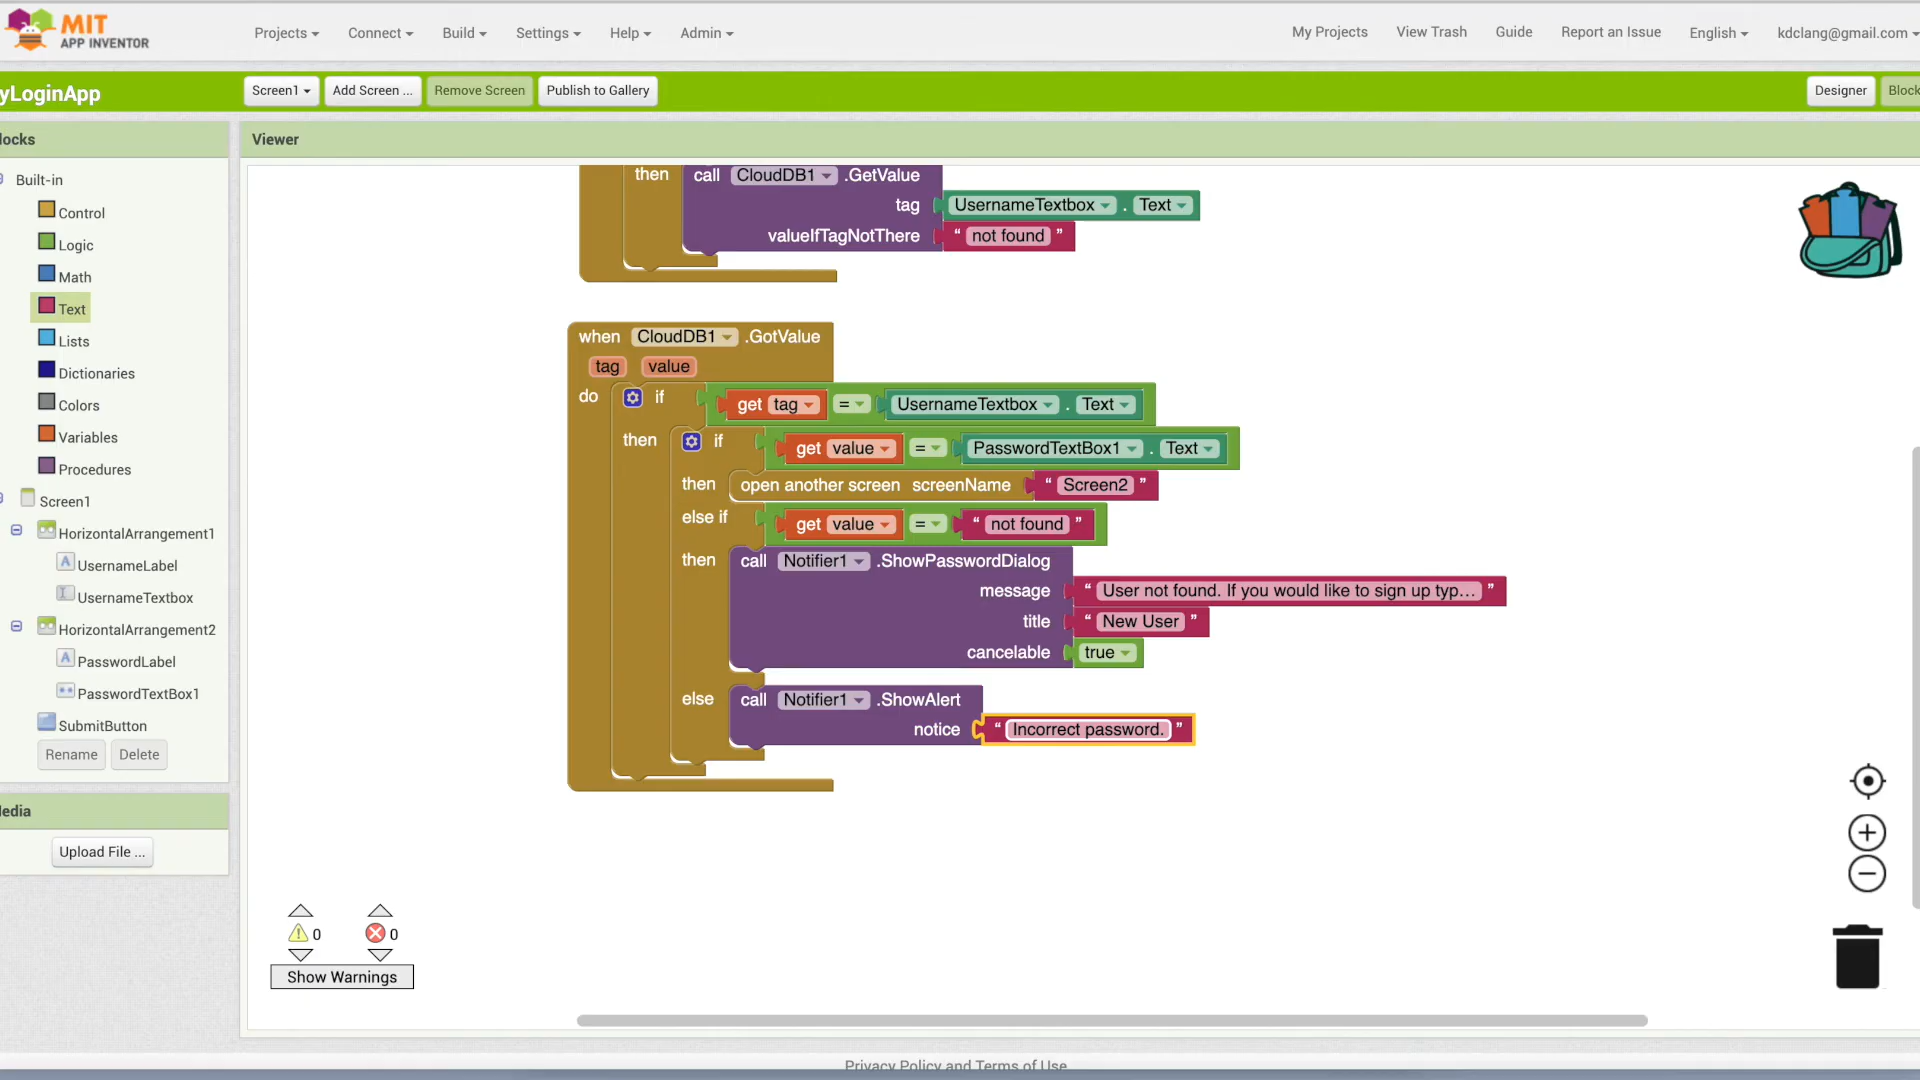 MIT
APP INVENTOR
Projects
Connect
Build
Settings
Help
Admin
My Projects
View Trash
Guide
Report an Issue
English
kdclang@gmail.com
yLoginApp
Screen1
Add Screen ...
Remove Screen
Publish to Gallery
Designer
Block
locks
Viewer
Built-in
Control
Logic
Math
Text
Lists
Dictionaries
Colors
Variables
Procedures
Screen1
HorizontalArrangement1
UsernameLabel
UsernameTextbox
HorizontalArrangement2
PasswordLabel
PasswordTextBox1
SubmitButton
Rename Delete
edia
Upload File ...
then call CloudDB1 .GetValue
tag UsernameTextbox . Text
valueIfTagNotThere “ not found ”
when CloudDB1 .GotValue
tag value
do if get tag = UsernameTextbox . Text
then if get value = PasswordTextBox1 . Text
then open another screen screenName “ Screen2 ”
else if get value = “ not found ”
then call Notifier1 .ShowPasswordDialog
message “ User not found. If you would like to sign up typ... ”
title “ New User ”
cancelable true
else call Notifier1 .ShowAlert
notice “ Incorrect password. ”
0 0
Show Warnings
Privacy Policy and Terms of Use